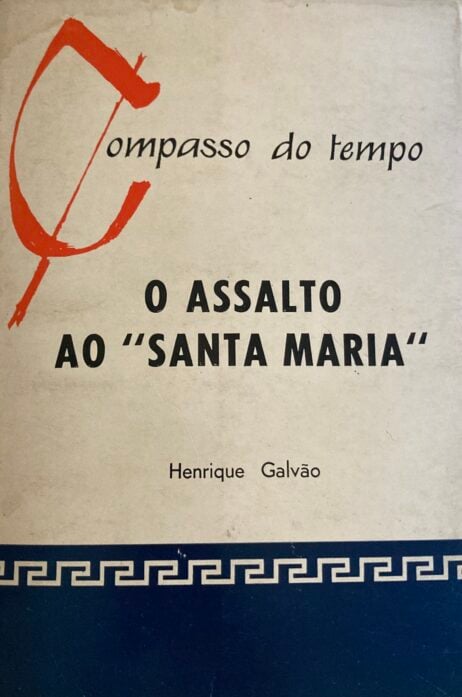 Compasso do tempo
O ASSALTO
AO "SANTA MARIA"
Henrique Galvão